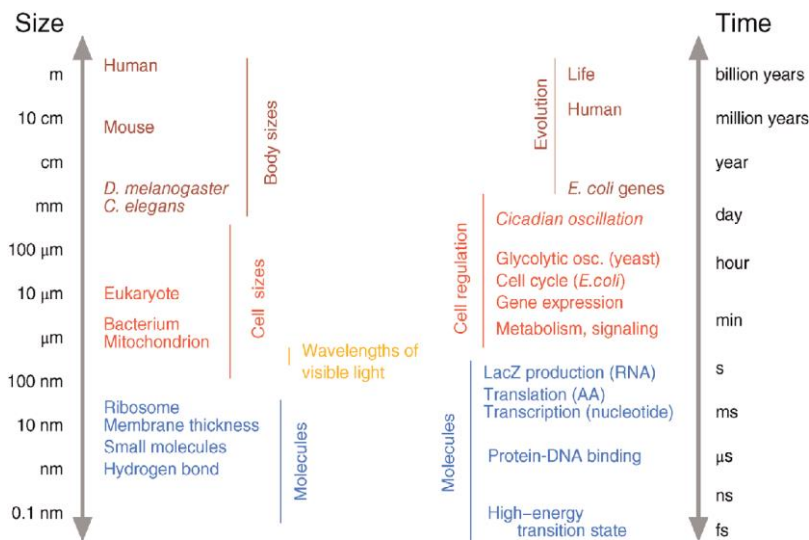 Size
Time
m
10 cm
cm
mm
100 μm
10 μm
μm
100 nm
10 nm
nm
0.1 nm
Human
Mouse
D. melanogaster
C. elegans
Body sizes
Eukaryote
Bacterium
Mitochondrion
Cell sizes
Wavelengths of
visible light
Ribosome
Membrane thickness
Small molecules
Hydrogen bond
Molecules
Evolution
Life
Human
E. coli genes
Cell regulation
Cicadian oscillation
Glycolytic osc. (yeast)
Cell cycle (E.coli)
Gene expression
Metabolism, signaling
Molecules
LacZ production (RNA)
Translation (AA)
Transcription (nucleotide)
Protein-DNA binding
High-energy
transition state
billion years
million years
year
day
hour
min
s
ms
μs
ns
fs